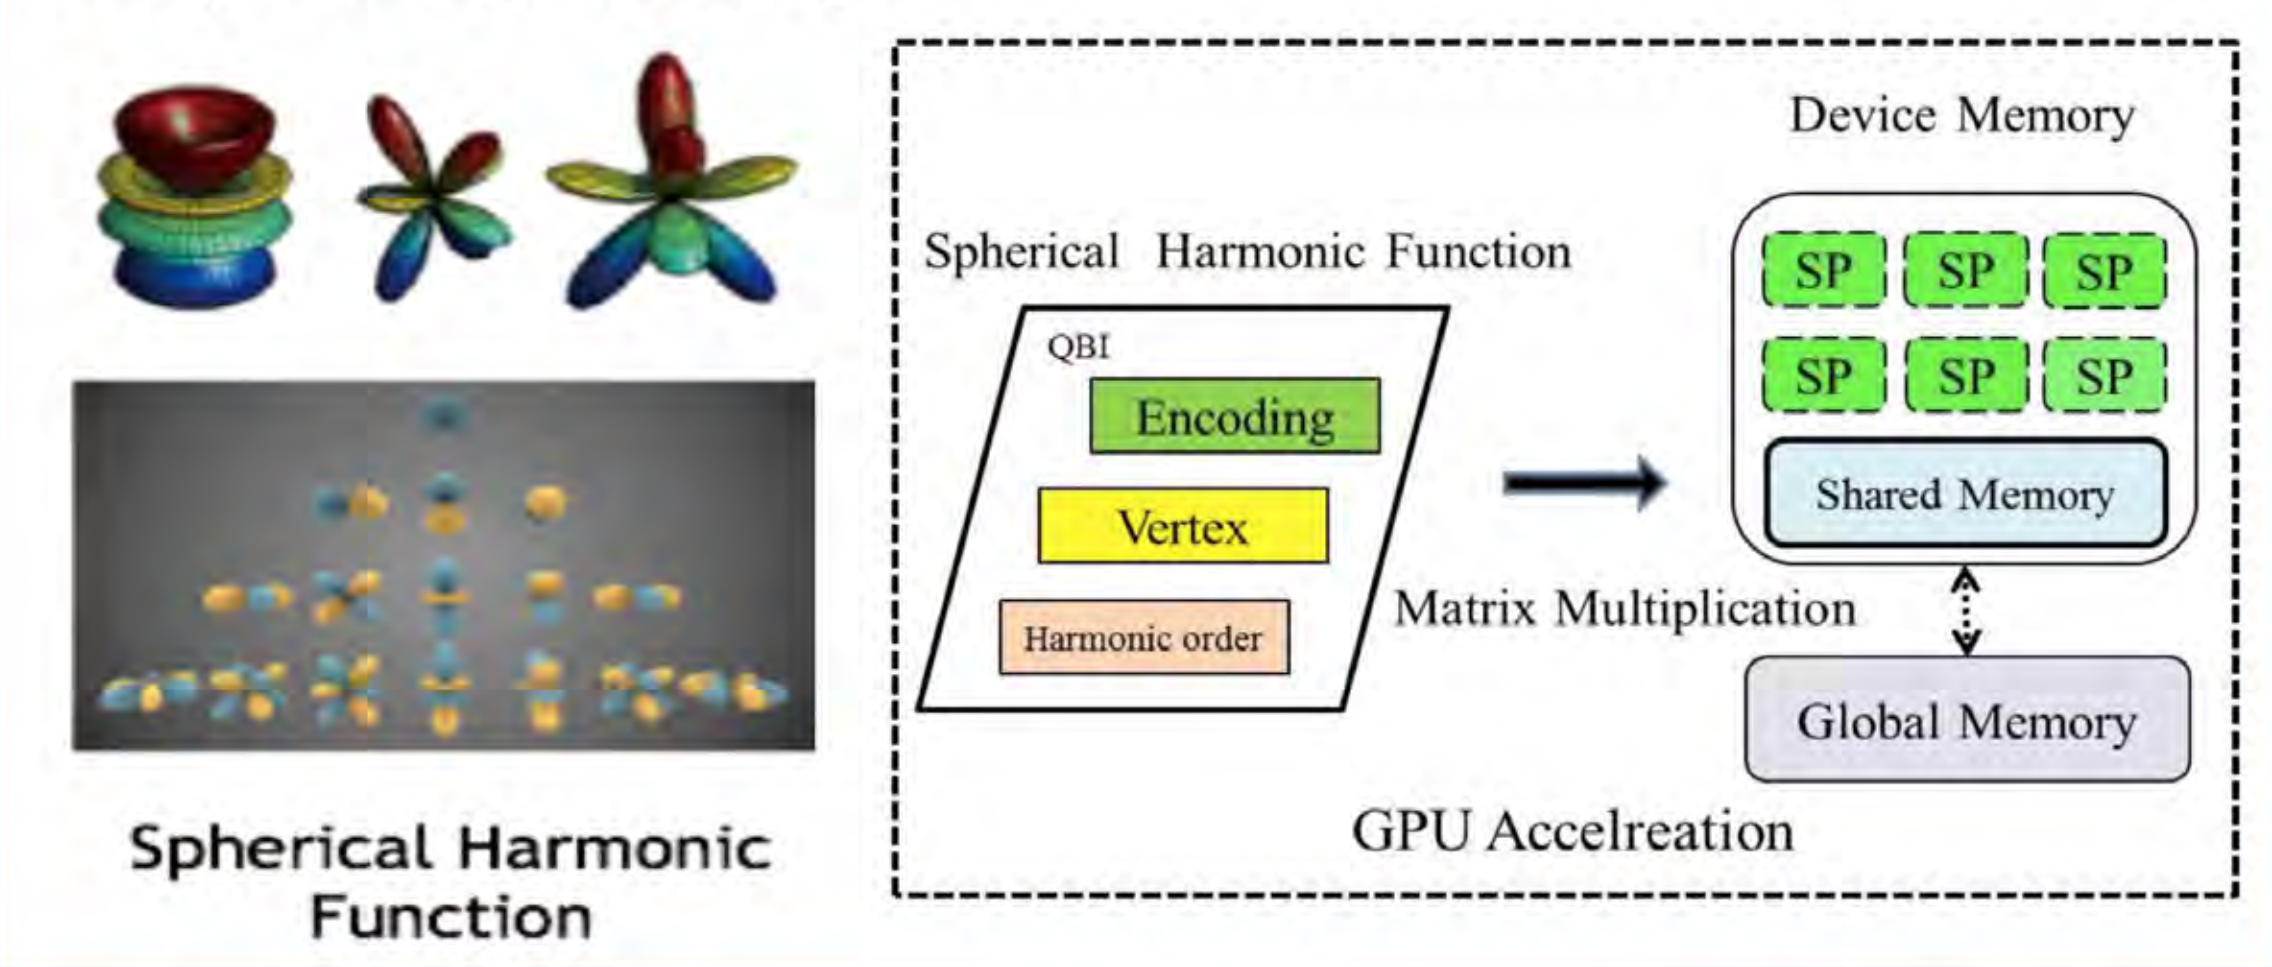 Spherical Harmonic
Function
Spherical Harmonic Function
QBI
Encoding
Vertex
Harmonic order
Matrix Multiplication
Device Memory
SP SP SP
SP SP SP
Shared Memory
Global Memory
GPU Accelreation